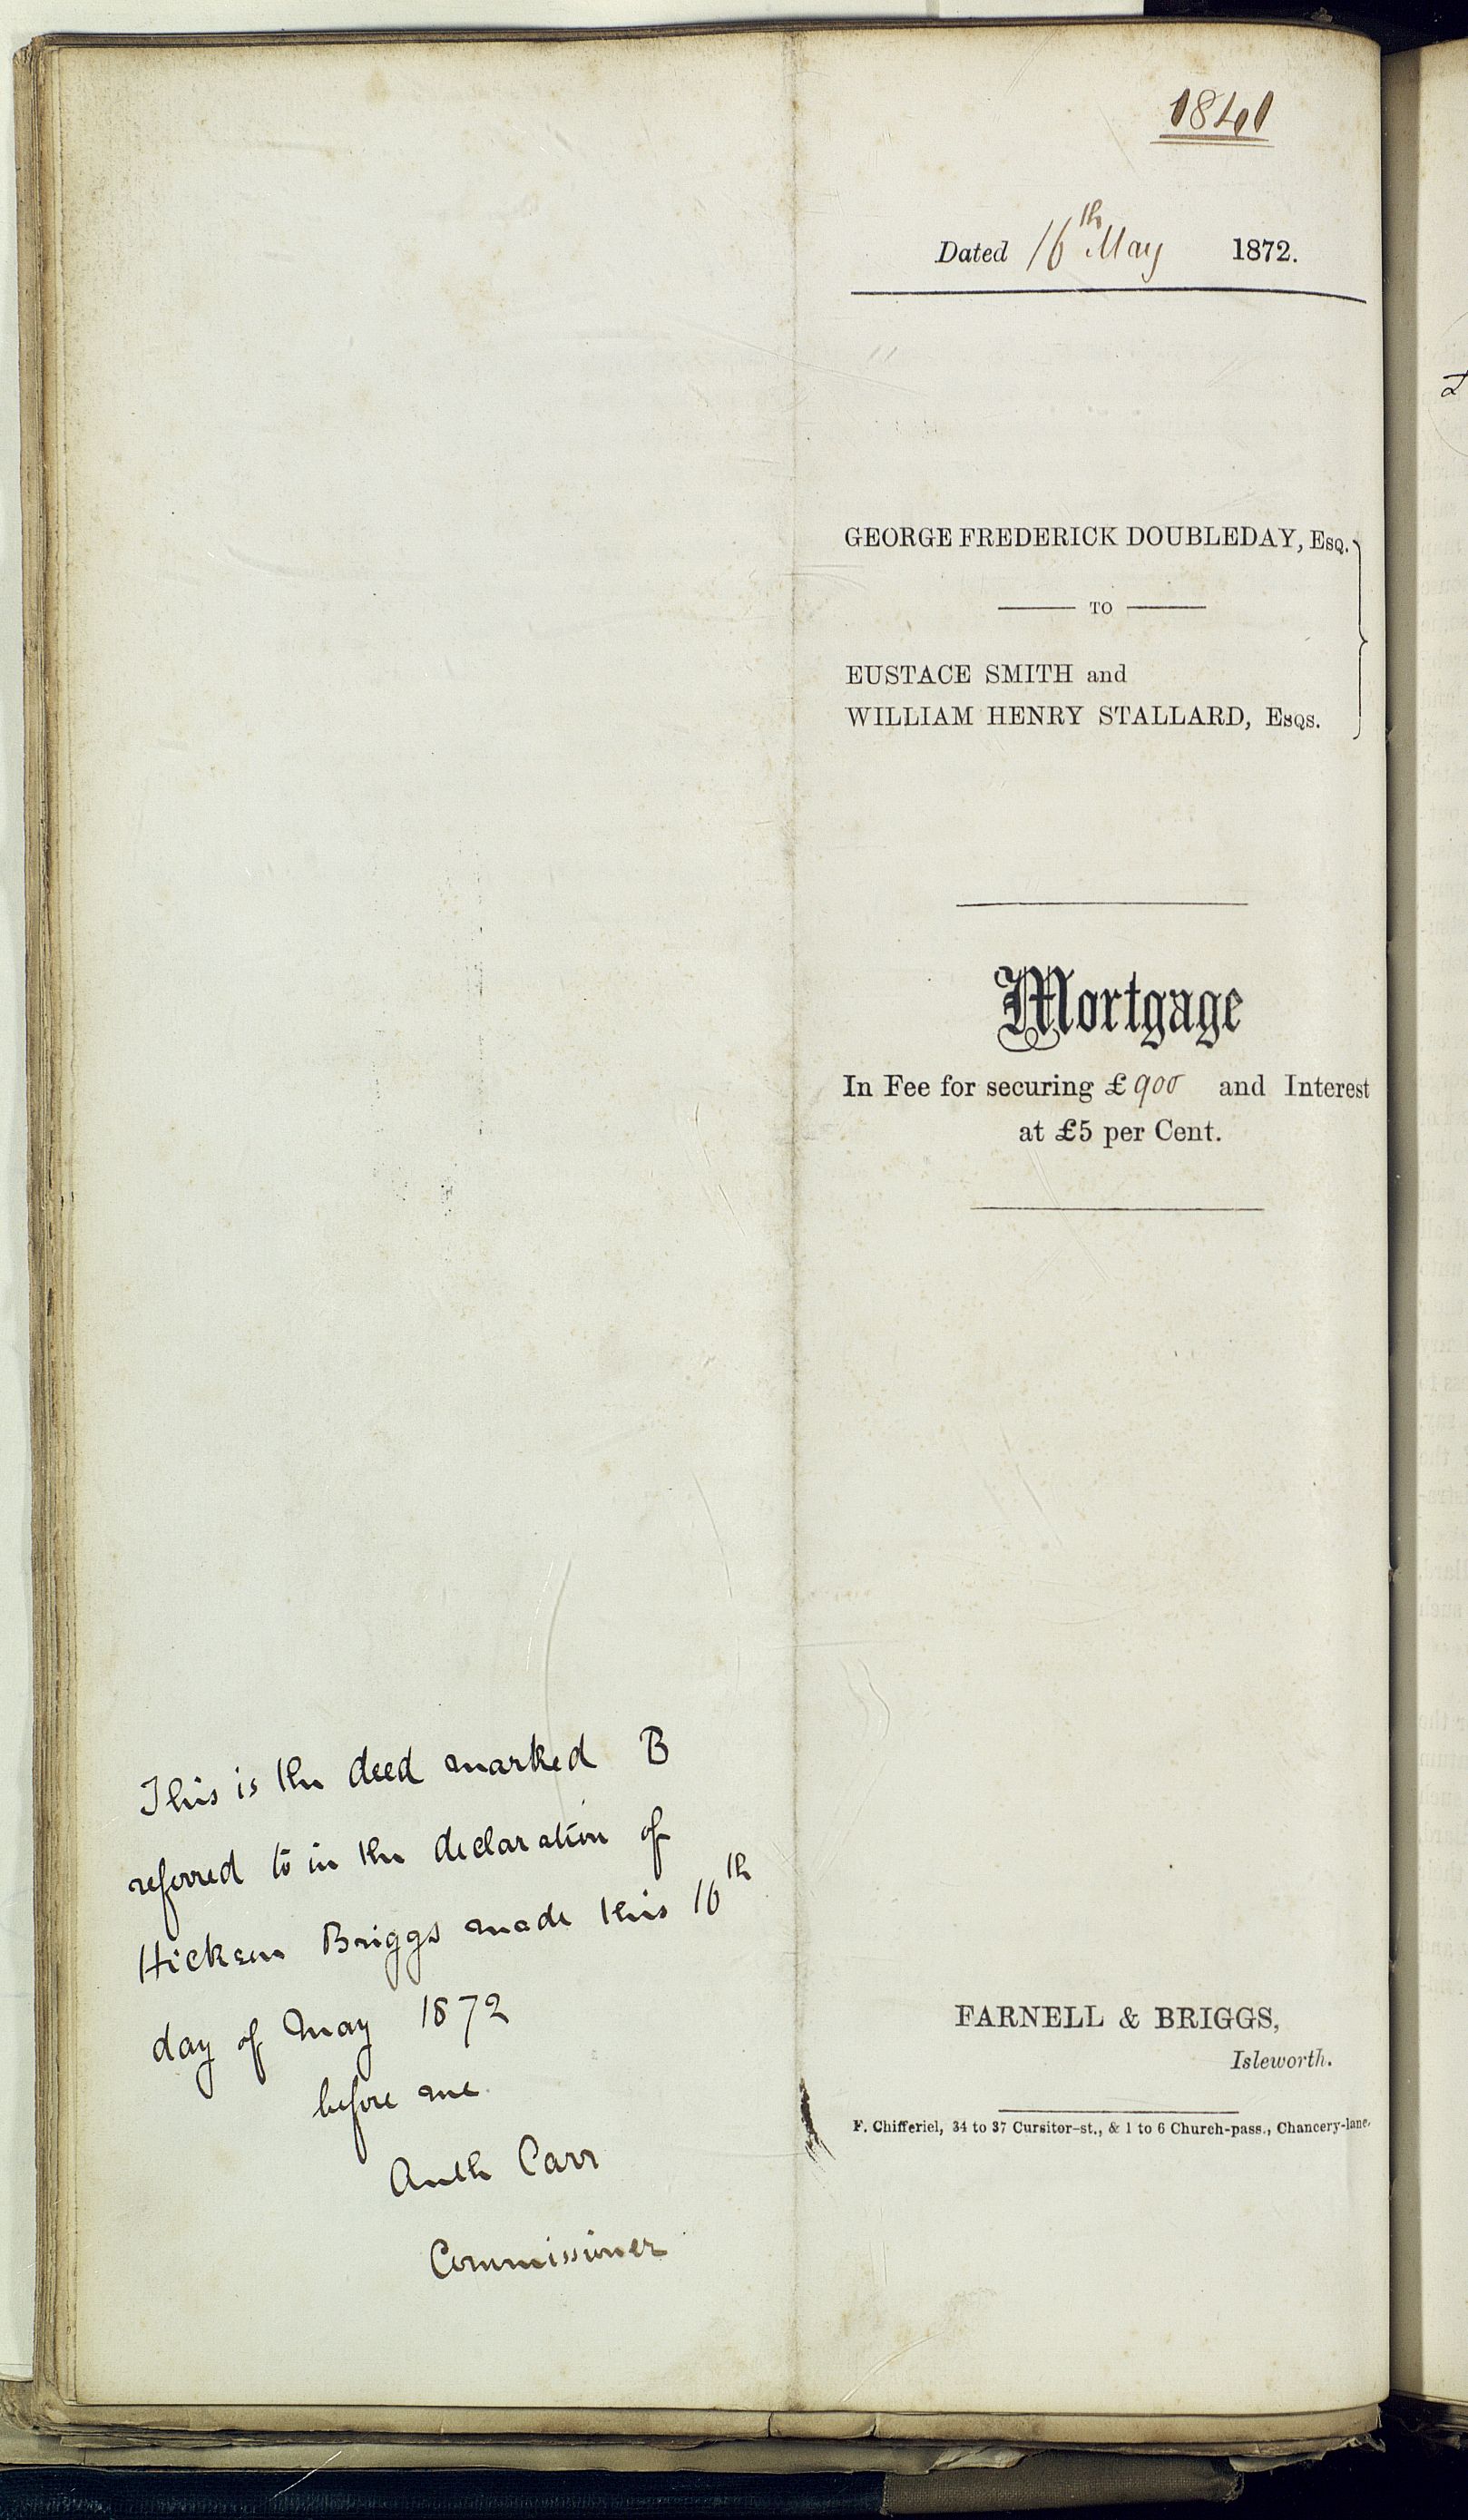 1841
Dated 16th May 1872.
GEORGE FREDERICK DOUBLEDAY, Esq.
TO
EUSTACE SMITH and
WILLIAM HENRY STALLARD, Esqs.
Mortgage
In Fee for securing £900 and Interest
at £5 per Cent.
FARNELL & BRIGGS,
Isleworth.
F. Chifferiel, 34 to 37 Cursitor-st., & 1 to 6 Church-pass., Chancery-lane.
This is the deed marked B
referred to in the declaration of
Hickson Briggs made this 16th
day of May 1872
before me
Anth Carr
Commissioner